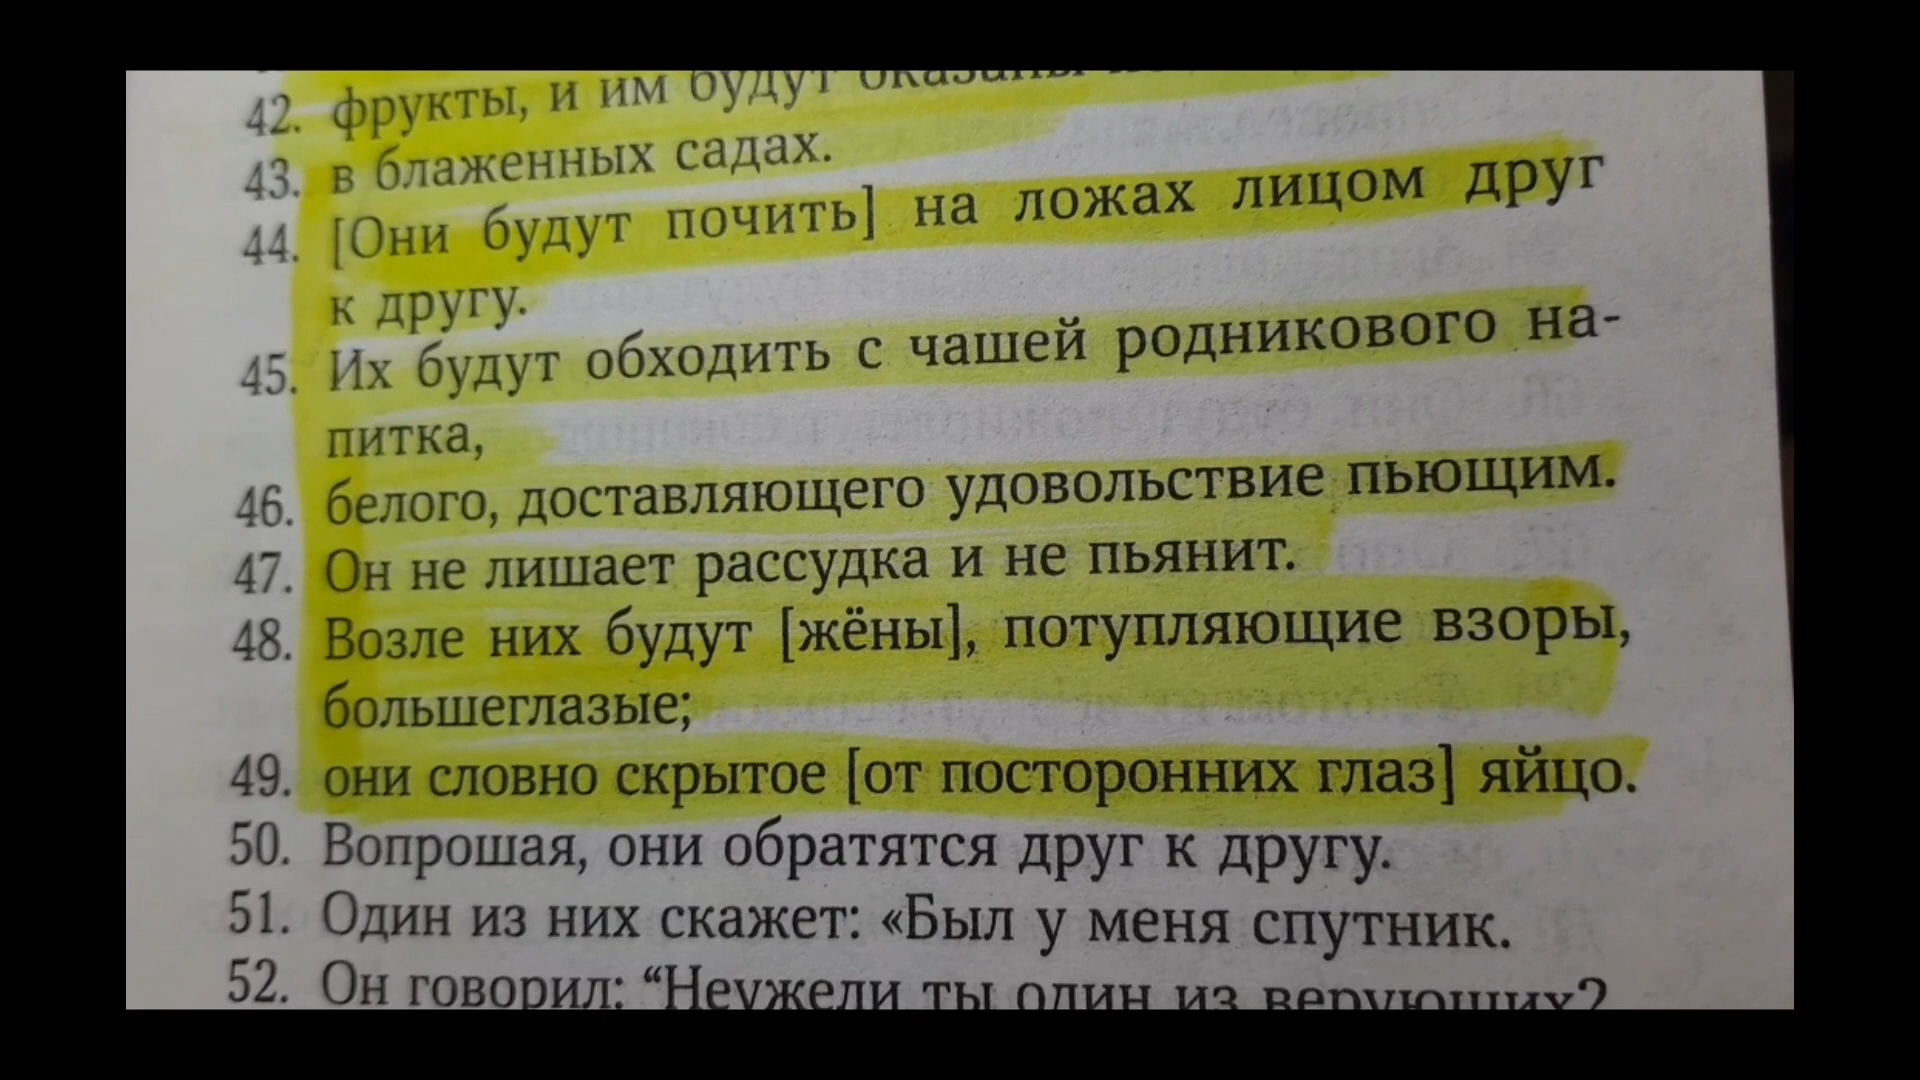 42. фрукты, и им будут оказаны
43. в блаженных садах.
44. [Они будут почить] на ложах лицом друг
к другу.
45. Их будут обходить с чашей родникового на-
питка,
46. белого, доставляющего удовольствие пьющим.
47. Он не лишает рассудка и не пьянит.
48. Возле них будут [жёны], потупляющие взоры,
большеглазые;
49. они словно скрытое [от посторонних глаз] яйцо.
50. Вопрошая, они обратятся друг к другу.
51. Один из них скажет: «Был у меня спутник.
52. Он говорил: “Неужели ты один из верующих?